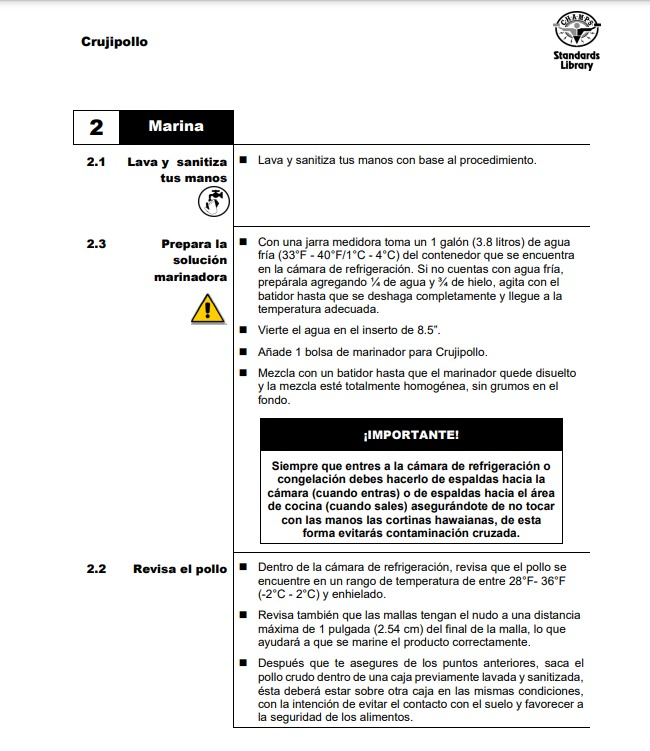 Crujipollo
CHAMPS
Standards
Library
2 Marina
2.1 Lava y sanitiza
tus manos
■ Lava y sanitiza tus manos con base al procedimiento.
2.3 Prepara la
solución
marinadora
■ Con una jarra medidora toma un 1 galón (3.8 litros) de agua
fría (33°F - 40°F/1°C - 4°C) del contenedor que se encuentra
en la cámara de refrigeración. Si no cuentas con agua fría,
prepárala agregando ¼ de agua y ¾ de hielo, agita con el
batidor hasta que se deshaga completamente y llegue a la
temperatura adecuada.
■ Vierte el agua en el inserto de 8.5”.
■ Añade 1 bolsa de marinador para Crujipollo.
■ Mezcla con un batidor hasta que el marinador quede disuelto
y la mezcla esté totalmente homogénea, sin grumos en el
fondo.
¡IMPORTANTE!
Siempre que entres a la cámara de refrigeración o
congelación debes hacerlo de espaldas hacia la
cámara (cuando entras) o de espaldas hacia el área
de cocina (cuando sales) asegurándote de no tocar
con las manos las cortinas hawaianas, de esta
forma evitarás contaminación cruzada.
2.2 Revisa el pollo
■ Dentro de la cámara de refrigeración, revisa que el pollo se
encuentre en un rango de temperatura de entre 28°F- 36°F
(-2°C - 2°C) y enhielado.
■ Revisa también que las mallas tengan el nudo a una distancia
máxima de 1 pulgada (2.54 cm) del final de la malla, lo que
ayudará a que se marine el producto correctamente.
■ Después que te asegures de los puntos anteriores, saca el
pollo crudo dentro de una caja previamente lavada y sanitizada,
ésta deberá estar sobre otra caja en las mismas condiciones,
con la intención de evitar el contacto con el suelo y favorecer a
la seguridad de los alimentos.